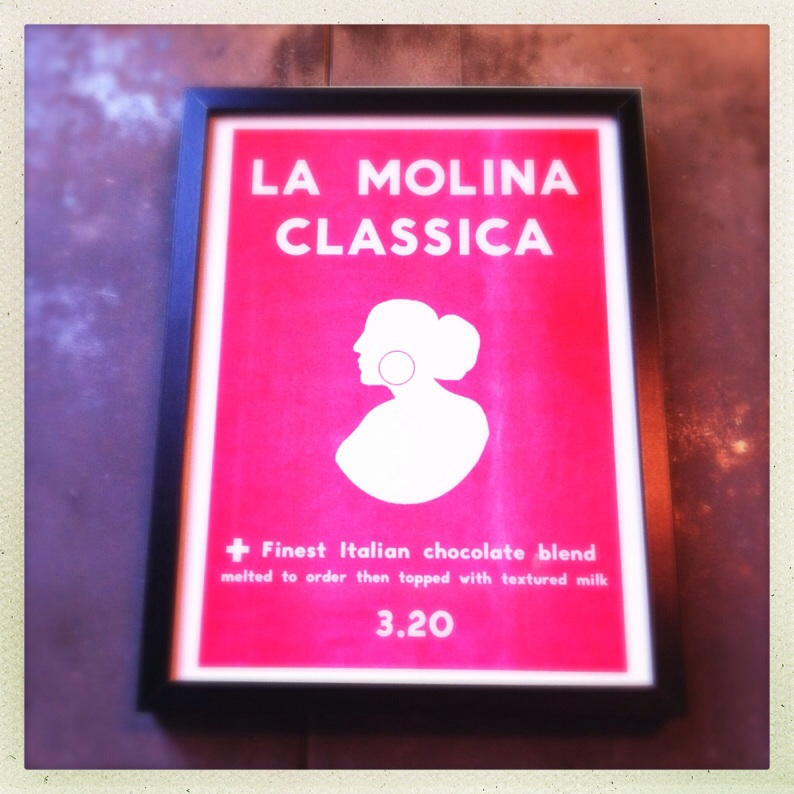 LA MOLINA
CLASSICA
+ Finest Italian chocolate blend
melted to order then topped with textured milk
3.20